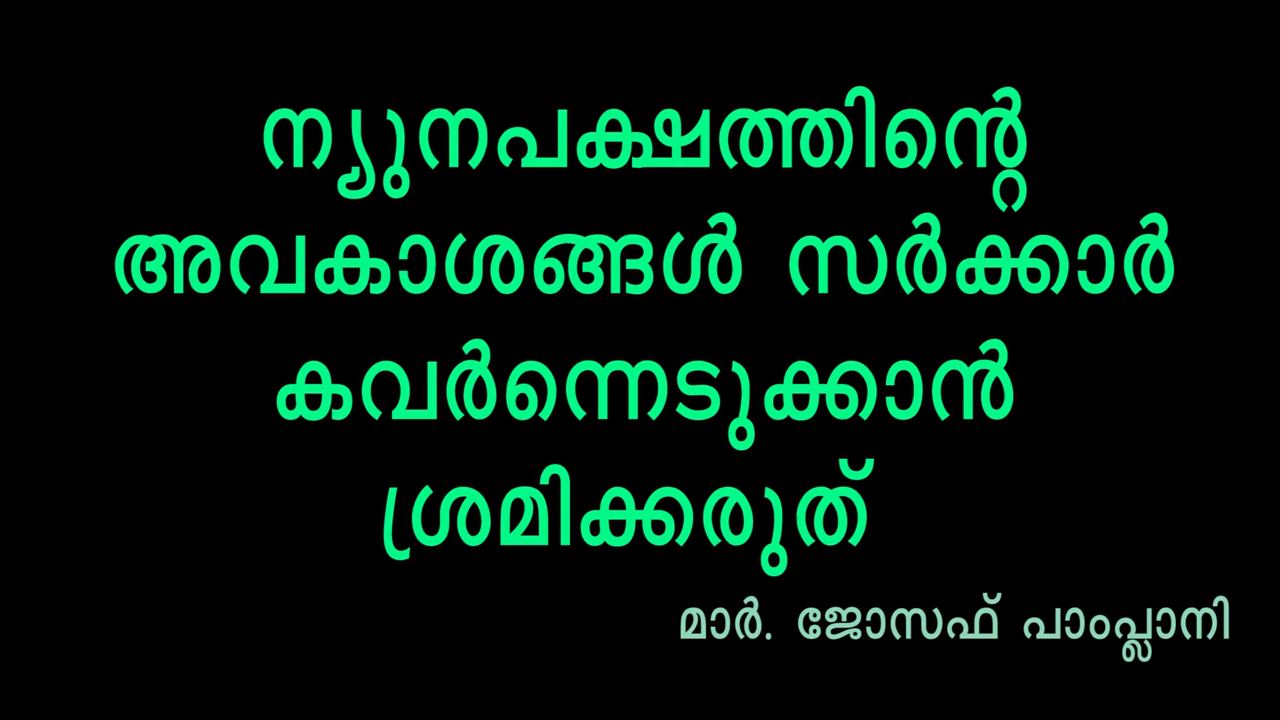 ന്യുനപക്ഷത്തിന്റെ
അവകാശങ്ങൾ സർക്കാർ
കവർന്നെടുക്കാൻ
ശ്രമിക്കരുത്
മാർ. ജോസഫ് പാംപ്ലാനി